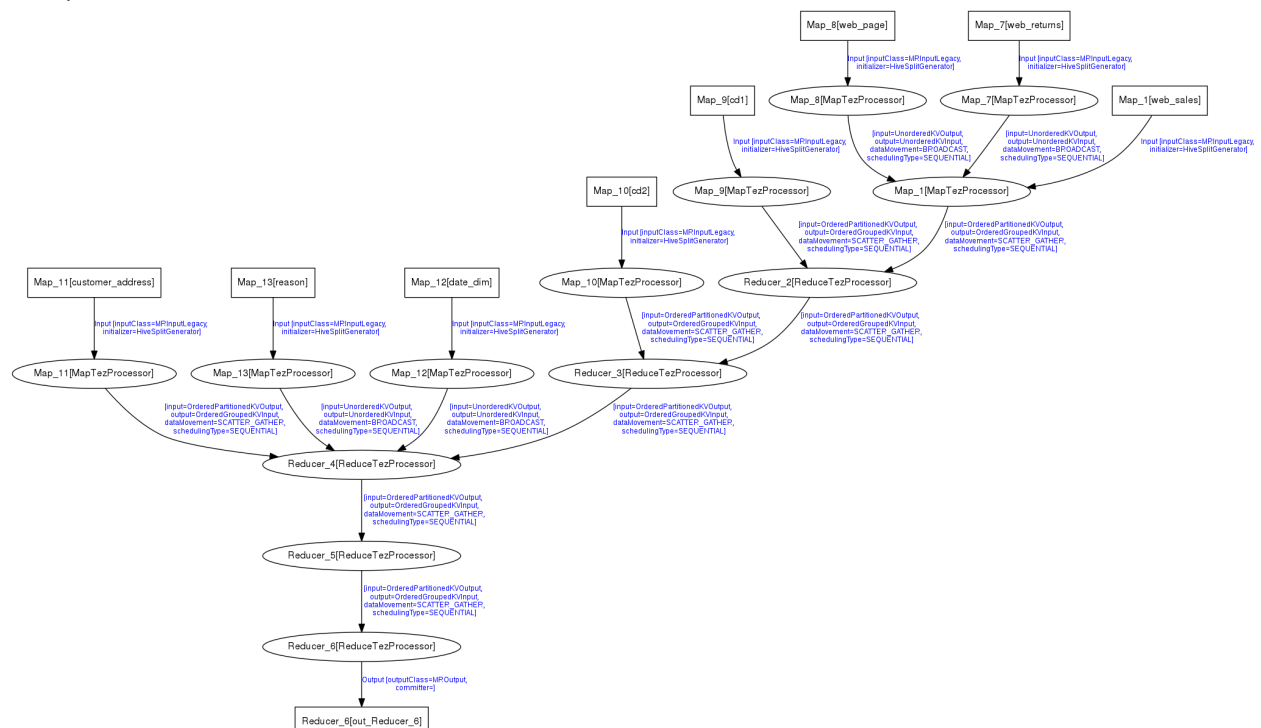 Map_8[web_page]
Map_7[web_returns]
Input [inputClass=MRInputLegacy,
initializer=HiveSplitGenerator]
Input [inputClass=MRInputLegacy,
initializer=HiveSplitGenerator]
Map_9[cd1]
Map_8[MapTezProcessor]
Map_7[MapTezProcessor]
Map_1[web_sales]
Input [inputClass=MRInputLegacy,
initializer=HiveSplitGenerator]
[input=UnorderedKVOutput,
output=UnorderedKVInput,
dataMovement=BROADCAST,
schedulingType=SEQUENTIAL]
[input=UnorderedKVOutput,
output=UnorderedKVInput,
dataMovement=BROADCAST,
schedulingType=SEQUENTIAL]
Input [inputClass=MRInputLegacy,
initializer=HiveSplitGenerator]
Map_10[cd2]
Map_9[MapTezProcessor]
Map_1[MapTezProcessor]
Input [inputClass=MRInputLegacy,
initializer=HiveSplitGenerator]
[input=OrderedPartitionedKVOutput,
output=OrderedGroupedKVInput,
dataMovement=SCATTER_GATHER,
schedulingType=SEQUENTIAL]
[input=OrderedPartitionedKVOutput,
output=OrderedGroupedKVInput,
dataMovement=SCATTER_GATHER,
schedulingType=SEQUENTIAL]
Map_11[customer_address]
Map_13[reason]
Map_12[date_dim]
Map_10[MapTezProcessor]
Reducer_2[ReduceTezProcessor]
Input [inputClass=MRInputLegacy,
initializer=HiveSplitGenerator]
Input [inputClass=MRInputLegacy,
initializer=HiveSplitGenerator]
Input [inputClass=MRInputLegacy,
initializer=HiveSplitGenerator]
[input=OrderedPartitionedKVOutput,
output=OrderedGroupedKVInput,
dataMovement=SCATTER_GATHER,
schedulingType=SEQUENTIAL]
[input=OrderedPartitionedKVOutput,
output=OrderedGroupedKVInput,
dataMovement=SCATTER_GATHER,
schedulingType=SEQUENTIAL]
Map_11[MapTezProcessor]
Map_13[MapTezProcessor]
Map_12[MapTezProcessor]
Reducer_3[ReduceTezProcessor]
[input=OrderedPartitionedKVOutput,
output=OrderedGroupedKVInput,
dataMovement=SCATTER_GATHER,
schedulingType=SEQUENTIAL]
[input=UnorderedKVOutput,
output=UnorderedKVInput,
dataMovement=BROADCAST,
schedulingType=SEQUENTIAL]
[input=UnorderedKVOutput,
output=UnorderedKVInput,
dataMovement=BROADCAST,
schedulingType=SEQUENTIAL]
[input=OrderedPartitionedKVOutput,
output=OrderedGroupedKVInput,
dataMovement=SCATTER_GATHER,
schedulingType=SEQUENTIAL]
Reducer_4[ReduceTezProcessor]
[input=OrderedPartitionedKVOutput,
output=OrderedGroupedKVInput,
dataMovement=SCATTER_GATHER,
schedulingType=SEQUENTIAL]
Reducer_5[ReduceTezProcessor]
[input=OrderedPartitionedKVOutput,
output=OrderedGroupedKVInput,
dataMovement=SCATTER_GATHER,
schedulingType=SEQUENTIAL]
Reducer_6[ReduceTezProcessor]
Output [outputClass=MROutput,
committer=]
Reducer_6[out_Reducer_6]